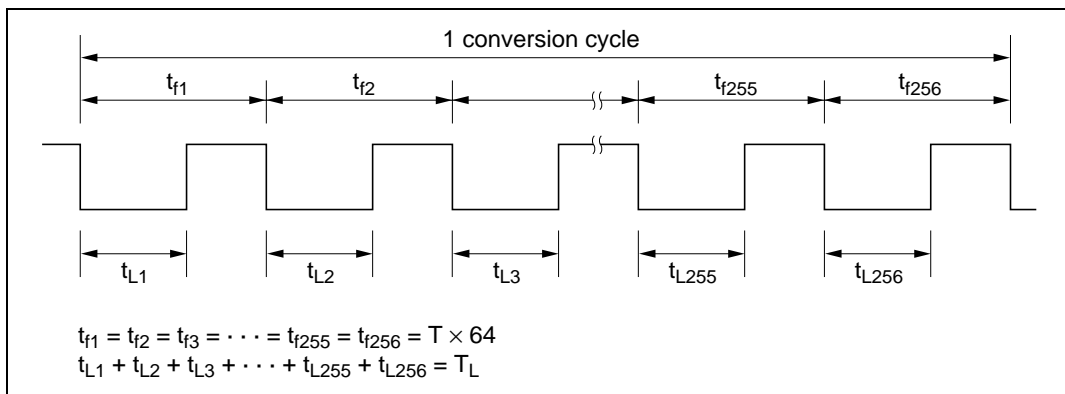 1 conversion cycle
tf1 tf2 tf255 tf256
tL1 tL2 tL3 tL255 tL256
tf1 = tf2 = tf3 = · · · = tf255 = tf256 = T × 64
tL1 + tL2 + tL3 + · · · + tL255 + tL256 = TL